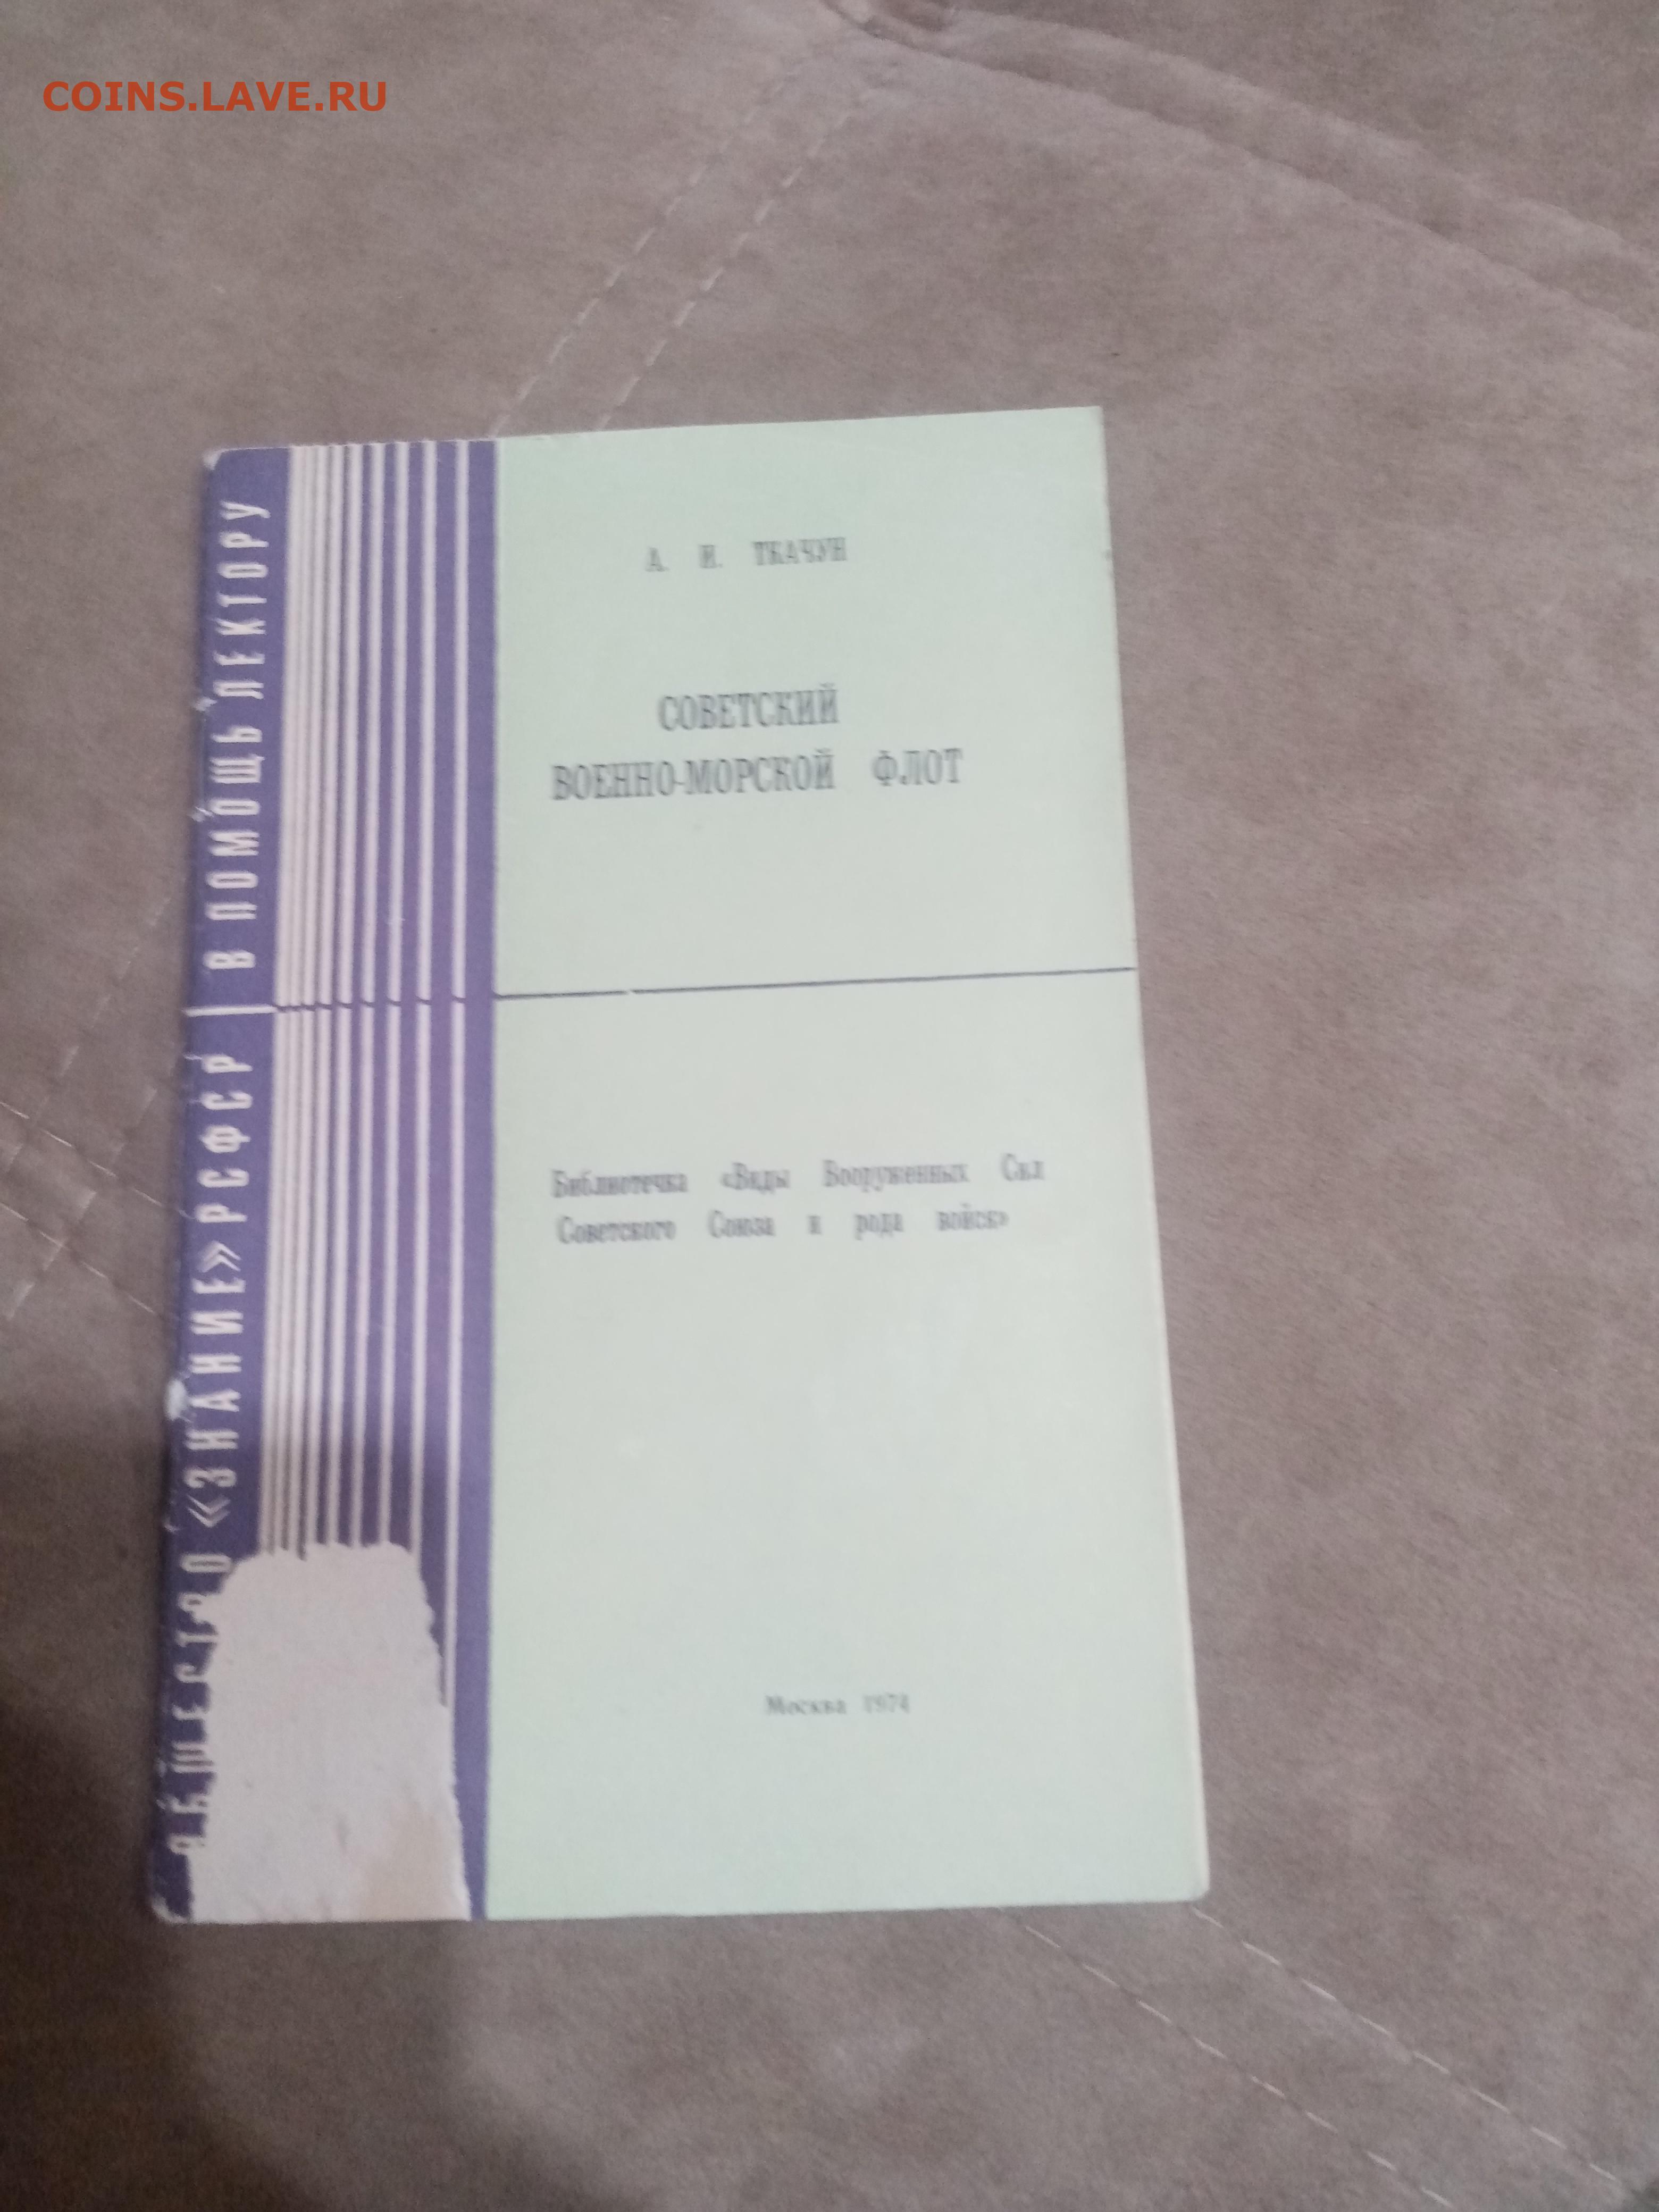 COINS.LAVE.RU
А. И. ТКАЧУН
СОВЕТСКИЙ
ВОЕННО-МОРСКОЙ ФЛОТ
Библиотечка «Виды Вооруженных Сил
Советского Союза и рода войск»
Москва 1974
«ЗНАНИЕ» РСФСР | В ПОМОЩЬ ЛЕКТОРУ